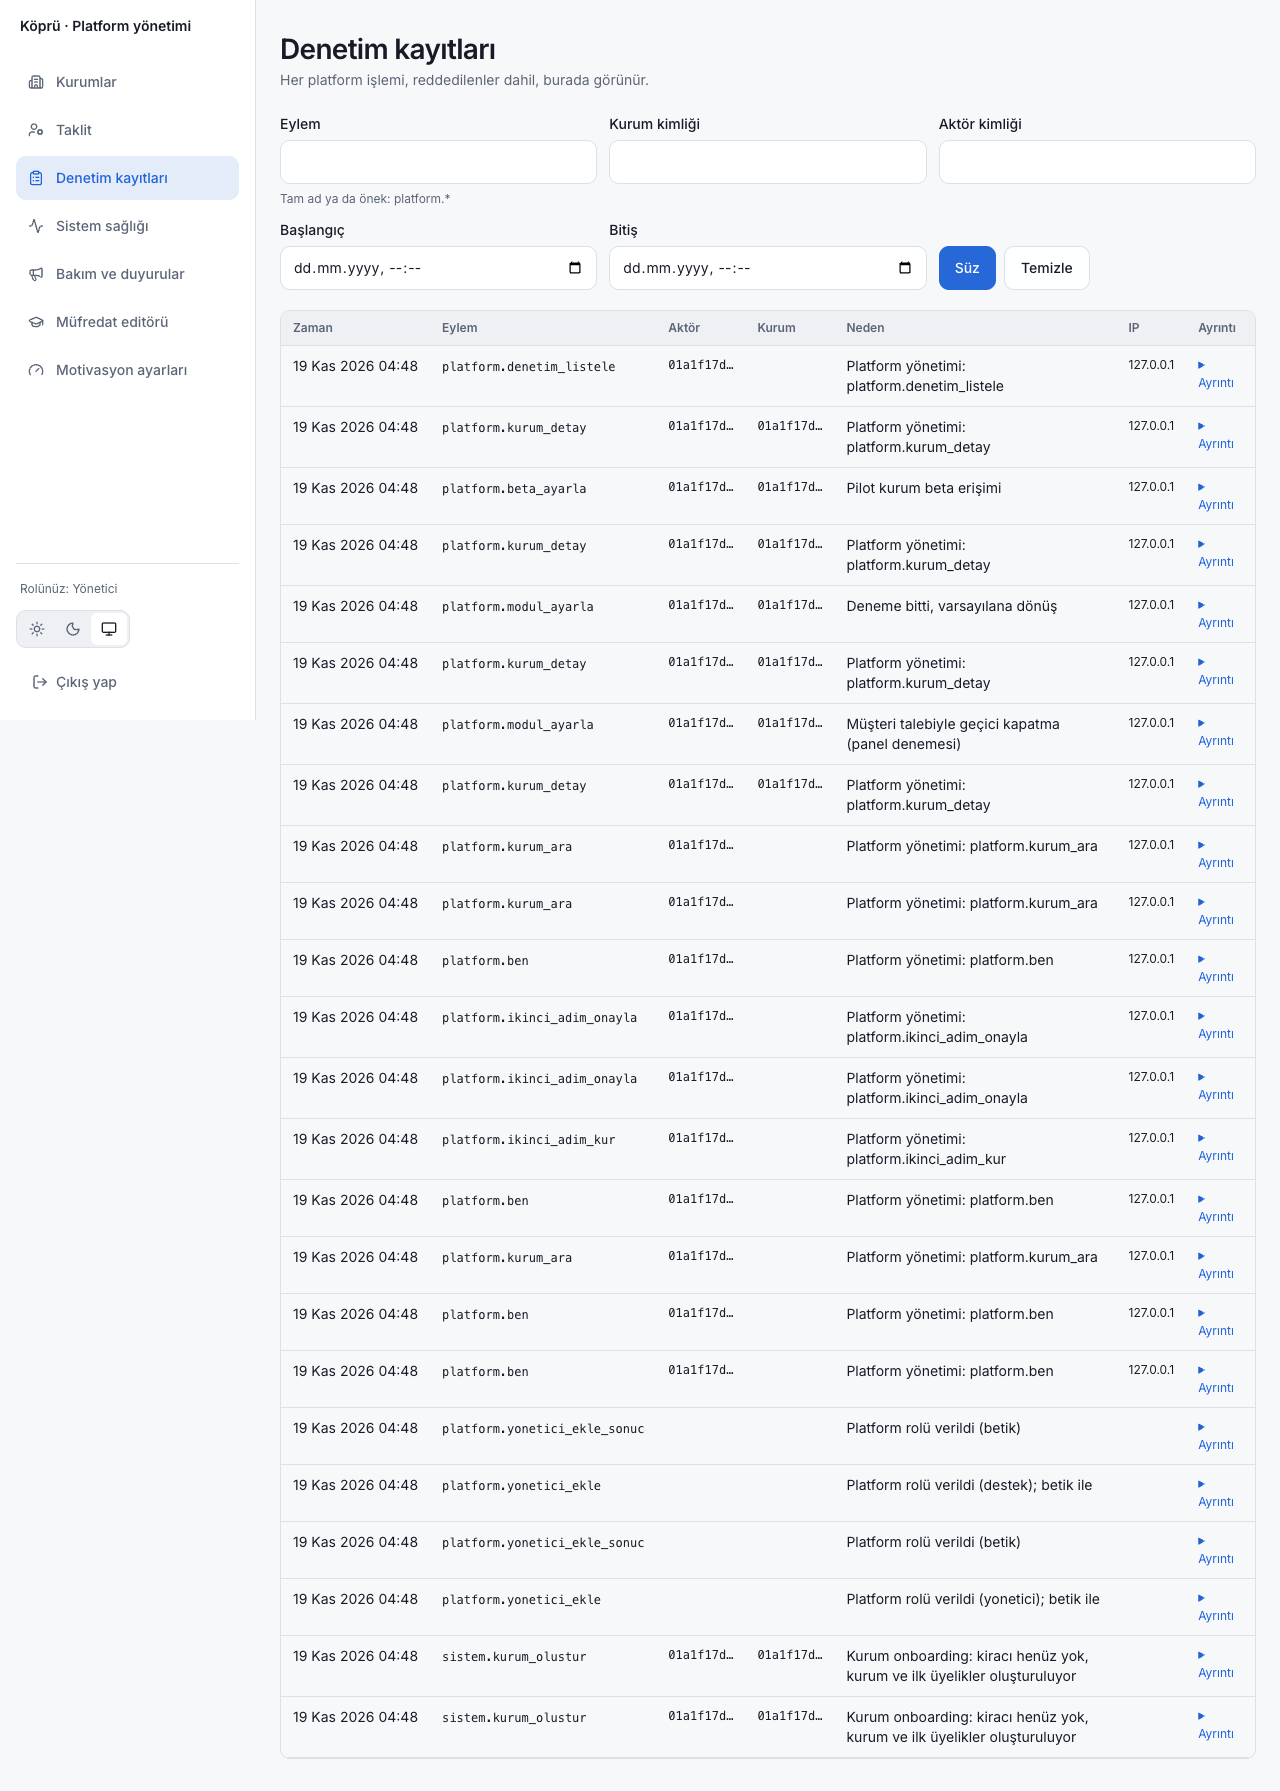 Köprü · Platform yönetimi
Kurumlar
Taklit
Denetim kayıtları
Sistem sağlığı
Bakım ve duyurular
Müfredat editörü
Motivasyon ayarları
Rolünüz: Yönetici
Çıkış yap
Denetim kayıtları
Her platform işlemi, reddedilenler dahil, burada görünür.
Eylem
Kurum kimliği
Aktör kimliği
Tam ad ya da önek: platform.*
Başlangıç
Bitiş
dd.mm.yyyy, --:--
dd.mm.yyyy, --:--
Süz
Temizle
Zaman Eylem Aktör Kurum Neden IP Ayrıntı
19 Kas 2026 04:48 platform.denetim_listele 01a1f17d… Platform yönetimi: 127.0.0.1
platform.denetim_listele Ayrıntı
19 Kas 2026 04:48 platform.kurum_detay 01a1f17d… 01a1f17d… Platform yönetimi: 127.0.0.1
platform.kurum_detay Ayrıntı
19 Kas 2026 04:48 platform.beta_ayarla 01a1f17d… 01a1f17d… Pilot kurum beta erişimi 127.0.0.1
Ayrıntı
19 Kas 2026 04:48 platform.kurum_detay 01a1f17d… 01a1f17d… Platform yönetimi: 127.0.0.1
platform.kurum_detay Ayrıntı
19 Kas 2026 04:48 platform.modul_ayarla 01a1f17d… 01a1f17d… Deneme bitti, varsayılana dönüş 127.0.0.1
Ayrıntı
19 Kas 2026 04:48 platform.kurum_detay 01a1f17d… 01a1f17d… Platform yönetimi: 127.0.0.1
platform.kurum_detay Ayrıntı
19 Kas 2026 04:48 platform.modul_ayarla 01a1f17d… 01a1f17d… Müşteri talebiyle geçici kapatma 127.0.0.1
(panel denemesi) Ayrıntı
19 Kas 2026 04:48 platform.kurum_detay 01a1f17d… 01a1f17d… Platform yönetimi: 127.0.0.1
platform.kurum_detay Ayrıntı
19 Kas 2026 04:48 platform.kurum_ara 01a1f17d… Platform yönetimi: platform.kurum_ara 127.0.0.1
Ayrıntı
19 Kas 2026 04:48 platform.kurum_ara 01a1f17d… Platform yönetimi: platform.kurum_ara 127.0.0.1
Ayrıntı
19 Kas 2026 04:48 platform.ben 01a1f17d… Platform yönetimi: platform.ben 127.0.0.1
Ayrıntı
19 Kas 2026 04:48 platform.ikinci_adim_onayla 01a1f17d… Platform yönetimi: 127.0.0.1
platform.ikinci_adim_onayla Ayrıntı
19 Kas 2026 04:48 platform.ikinci_adim_onayla 01a1f17d… Platform yönetimi: 127.0.0.1
platform.ikinci_adim_onayla Ayrıntı
19 Kas 2026 04:48 platform.ikinci_adim_kur 01a1f17d… Platform yönetimi: 127.0.0.1
platform.ikinci_adim_kur Ayrıntı
19 Kas 2026 04:48 platform.ben 01a1f17d… Platform yönetimi: platform.ben 127.0.0.1
Ayrıntı
19 Kas 2026 04:48 platform.kurum_ara 01a1f17d… Platform yönetimi: platform.kurum_ara 127.0.0.1
Ayrıntı
19 Kas 2026 04:48 platform.ben 01a1f17d… Platform yönetimi: platform.ben 127.0.0.1
Ayrıntı
19 Kas 2026 04:48 platform.ben 01a1f17d… Platform yönetimi: platform.ben 127.0.0.1
Ayrıntı
19 Kas 2026 04:48 platform.yonetici_ekle_sonuc Platform rolü verildi (betik)
Ayrıntı
19 Kas 2026 04:48 platform.yonetici_ekle Platform rolü verildi (destek); betik ile
Ayrıntı
19 Kas 2026 04:48 platform.yonetici_ekle_sonuc Platform rolü verildi (betik)
Ayrıntı
19 Kas 2026 04:48 platform.yonetici_ekle Platform rolü verildi (yonetici); betik ile
Ayrıntı
19 Kas 2026 04:48 sistem.kurum_olustur 01a1f17d… 01a1f17d… Kurum onboarding: kiracı henüz yok,
kurum ve ilk üyelikler oluşturuluyor Ayrıntı
19 Kas 2026 04:48 sistem.kurum_olustur 01a1f17d… 01a1f17d… Kurum onboarding: kiracı henüz yok,
kurum ve ilk üyelikler oluşturuluyor Ayrıntı